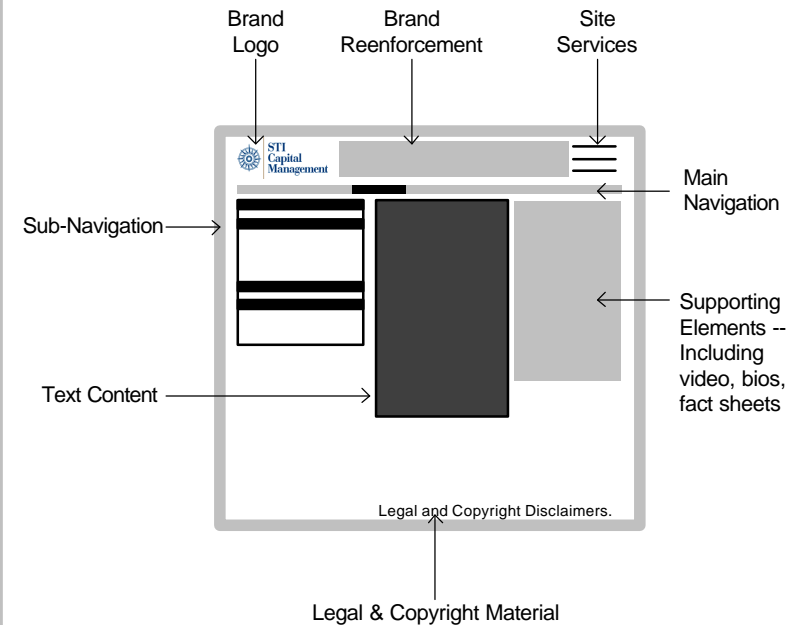 Brand
Logo
Brand
Reenforcement
Site
Services
STI
Capital
Management
Main
Navigation
Sub-Navigation
Supporting
Elements --
Including
video, bios,
fact sheets
Text Content
Legal and Copyright Disclaimers.
Legal & Copyright Material